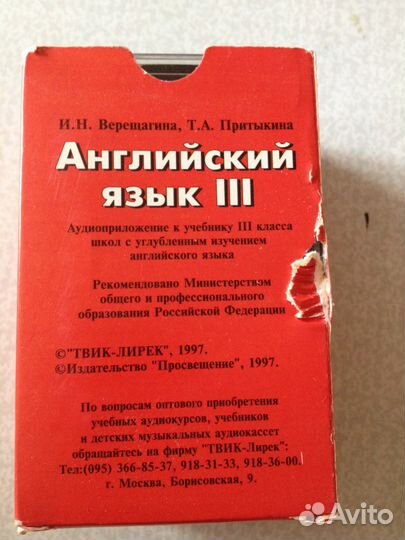 И.Н. Верещагина, Т.А. Притыкина
Английский
язык III
Аудиоприложение к учебнику III класса
школ с углубленным изучением
английского языка
Рекомендовано Министерствэм
общего и профессионального
образования Российской Федерации
©"ТВИК-ЛИРЕК", 1997.
©Издательство "Просвещение", 1997.
По вопросам оптового приобретения
учебных аудиокурсов, учебников
и детских музыкальных аудиокассет
обращайтесь на фирму "ТВИК-Лирек":
Тел:(095) 366-85-37, 918-31-33, 918-36-00.
г. Москва, Борисовская, 9.
Avito